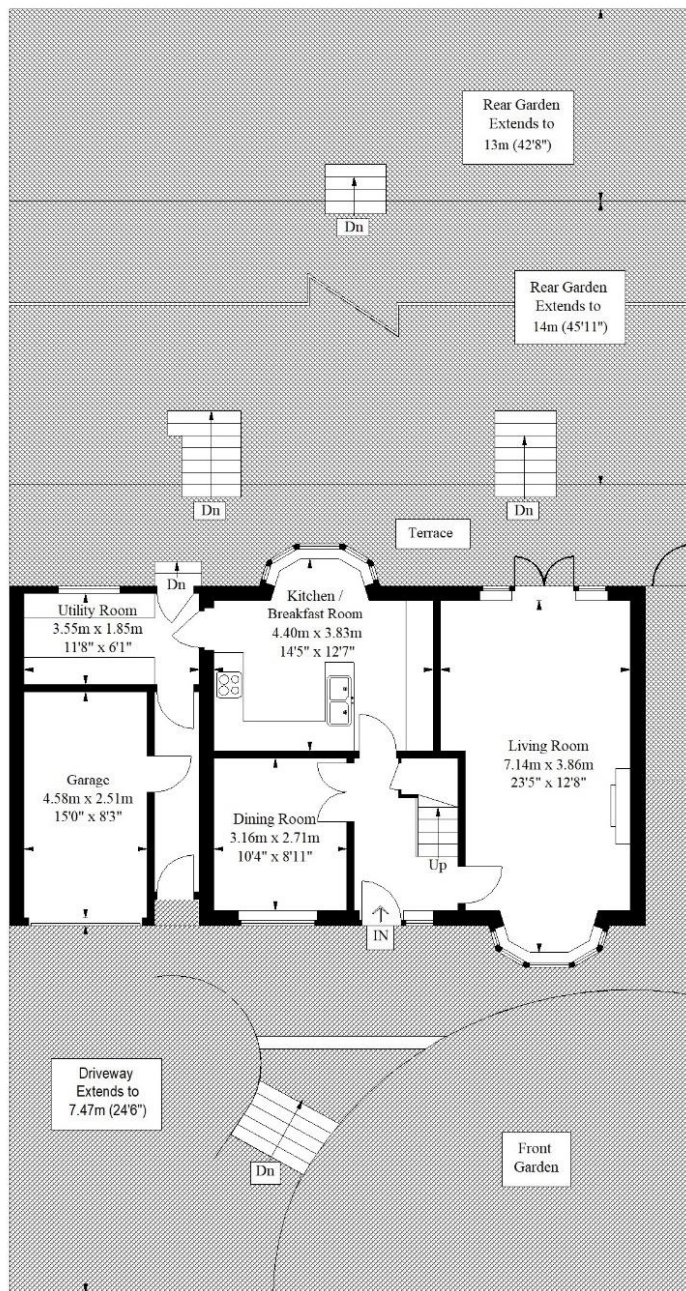 Rear Garden
Extends to
13m (42'8")
Dn
Rear Garden
Extends to
14m (45'11")
Dn
Dn
Terrace
Dn
Utility Room
3.55m x 1.85m
11'8" x 6'1"
Kitchen /
Breakfast Room
4.40m x 3.83m
14'5" x 12'7"
Garage
4.58m x 2.51m
15'0" x 8'3"
Dining Room
3.16m x 2.71m
10'4" x 8'11"
Up
Living Room
7.14m x 3.86m
23'5" x 12'8"
IN
Driveway
Extends to
7.47m (24'6")
Dn
Front
Garden